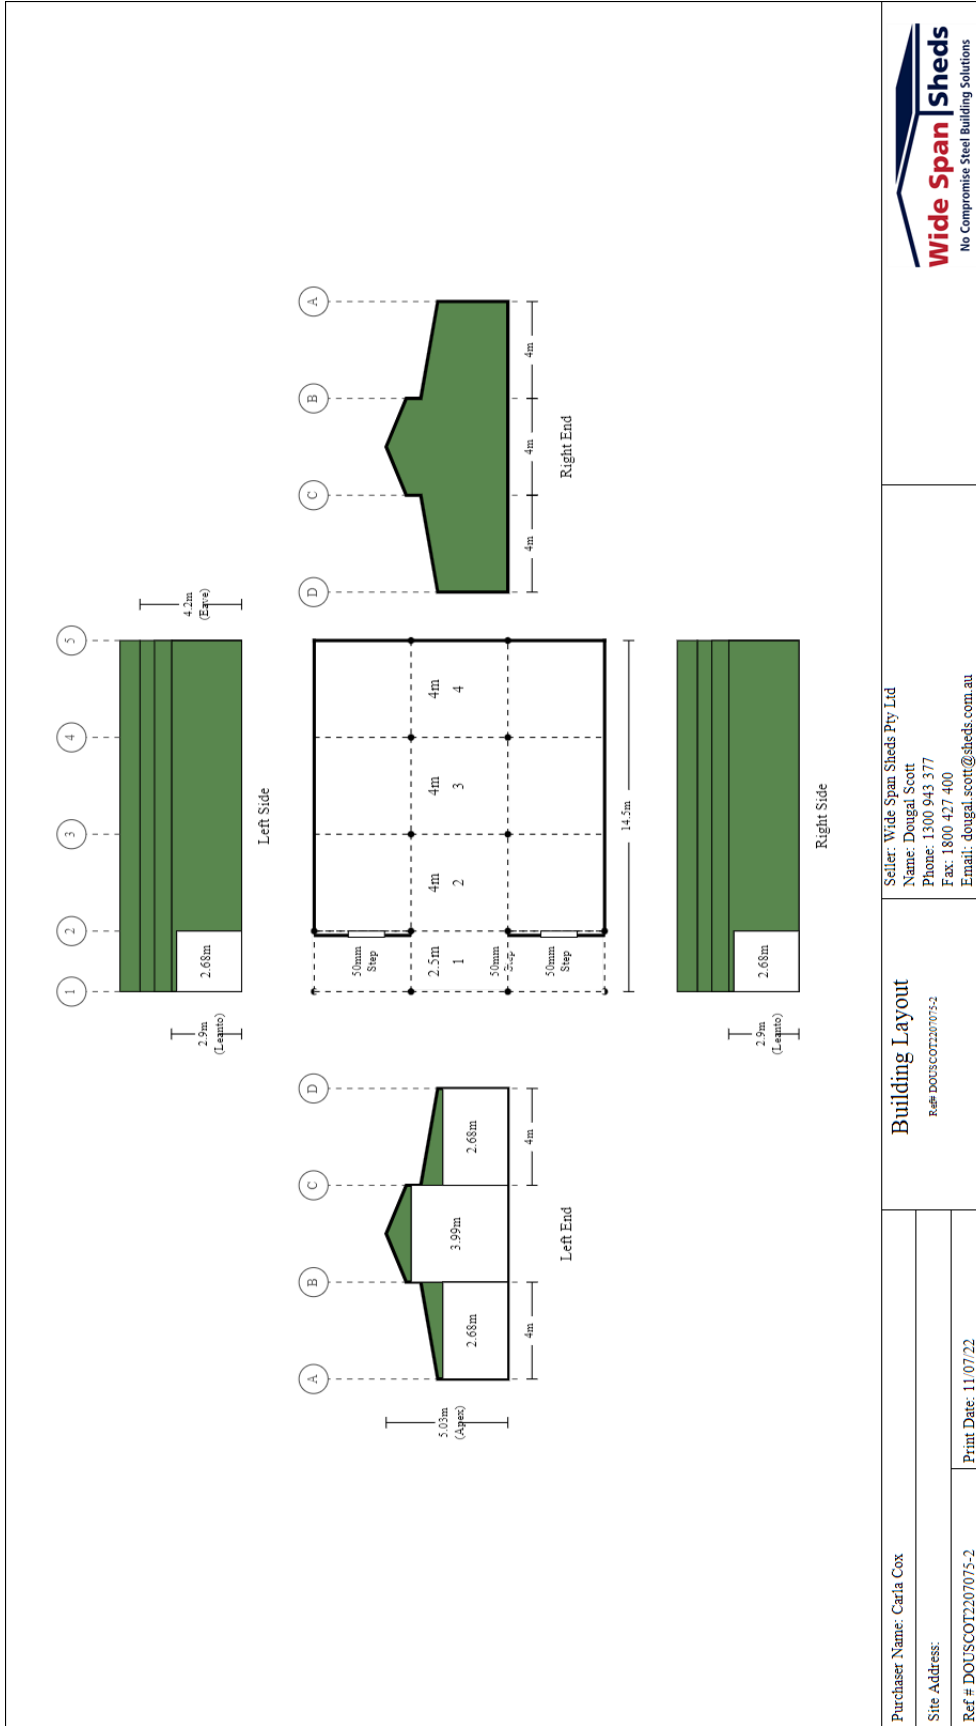 1
2
3
4
5
2.68m
2.9m
(Leanto)
4.2m
(Eave)
Left Side
A
B
C
D
5.03m
(Apex)
2.68m
3.99m
2.68m
4m
4m
Left End
50mm
Step
2.5m
1
50mm
50mm
Step
4m
2
4m
3
4m
4
14.5m
D
C
B
A
4m
4m
4m
Right End
2.68m
2.9m
(Leanto)
Right Side
Purchaser Name: Carla Cox
Site Address:
Ref # DOUSCOT2207075-2
Print Date: 11/07/22
Building Layout
Ref# DOUSCOT2207075-2
Seller: Wide Span Sheds Pty Ltd
Name: Dougal Scott
Phone: 1300 943 377
Fax: 1800 427 400
Email: dougal.scott@sheds.com.au
Wide Span Sheds
No Compromise Steel Building Solutions